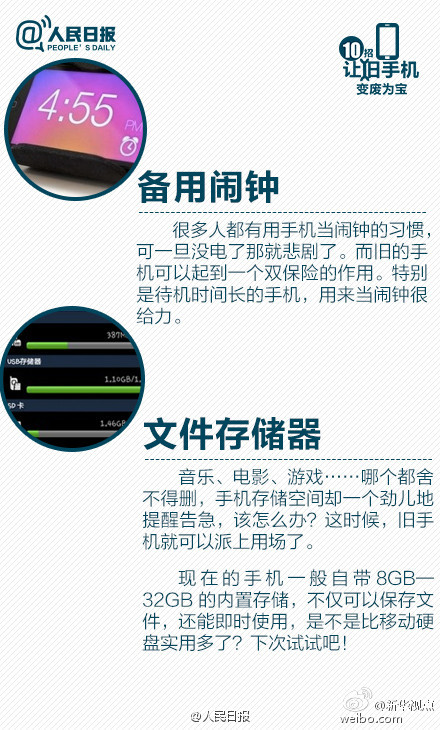 @人民日报
PEOPLE'S DAILY
10招
让旧手机
变废为宝
4:55
PM
备用闹钟
很多人都有用手机当闹钟的习惯，
可一旦没电了那就悲剧了。而旧的
手机可以起到一个双保险的作用。特别
是待机时间长的手机，用来当闹钟很
给力。
387M
USB存储器
1.10GB/1.
SD 卡
1.46G
文件存储器
音乐、电影、游戏……哪个都舍
不得删，手机存储空间却一个劲儿地
提醒告急，该怎么办？这时候，旧手
机就可以派上用场了。
现在的手机一般自带8GB—
32GB 的内置存储，不仅可以保存文
件，还能即时使用，是不是比移动硬
盘实用多了？下次试试吧！
@人民日报
@新华视点
weibo.com